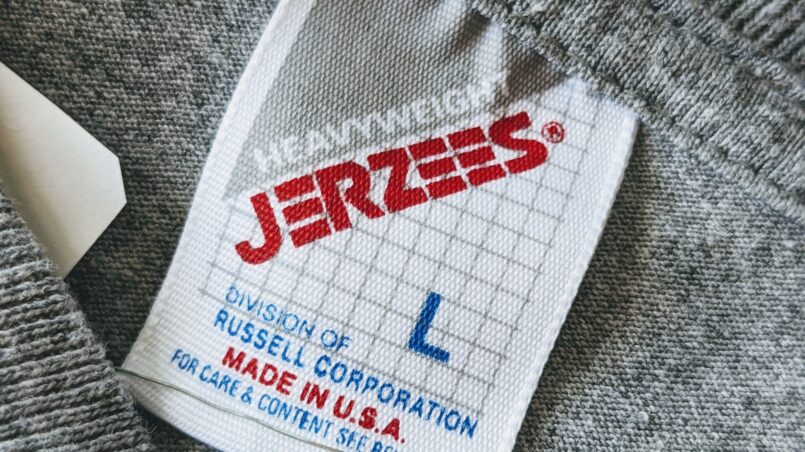 HEAVYWEIGHT
JERZEES®
L
DIVISION OF
RUSSELL CORPORATION
MADE IN U.S.A.
FOR CARE & CONTENT SEE